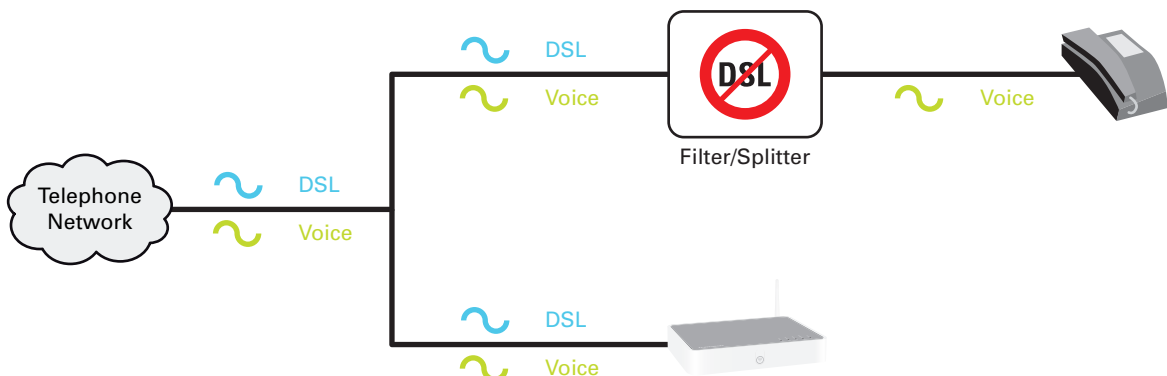 DSL
Voice
DSL
Filter/Splitter
Voice
Telephone
Network
DSL
Voice
DSL
Voice